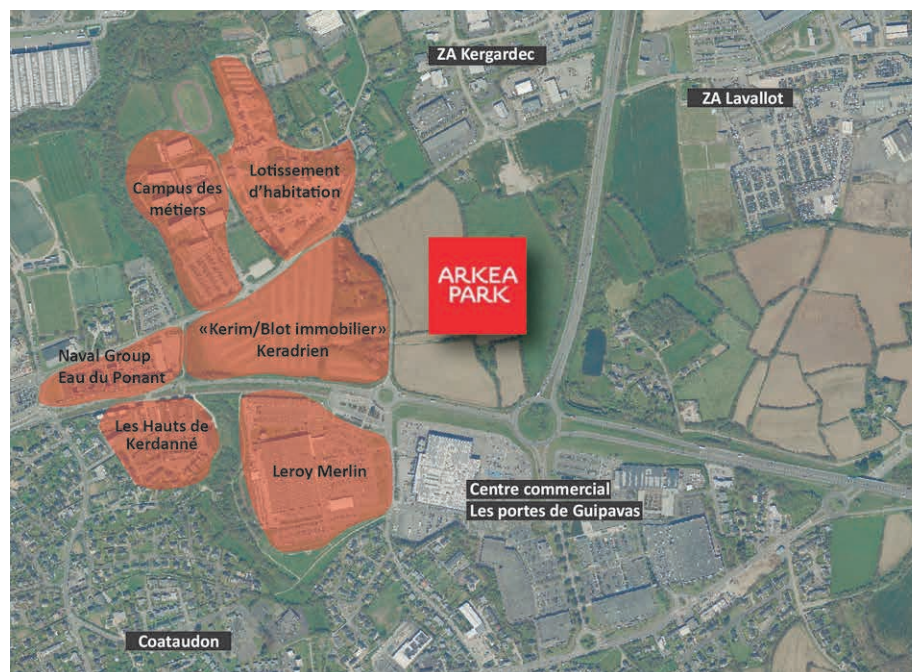 ZA Kergardec
ZA Lavallot
Lotissement
d'habitation
Campus des
métiers
ARKEA
PARK
«Kerim/Blot immobilier»
Keradrien
Naval Group
Eau du Ponant
Les Hauts de
Kerdanné
Leroy Merlin
Centre commercial
Les portes de Guipavas
Coataudon